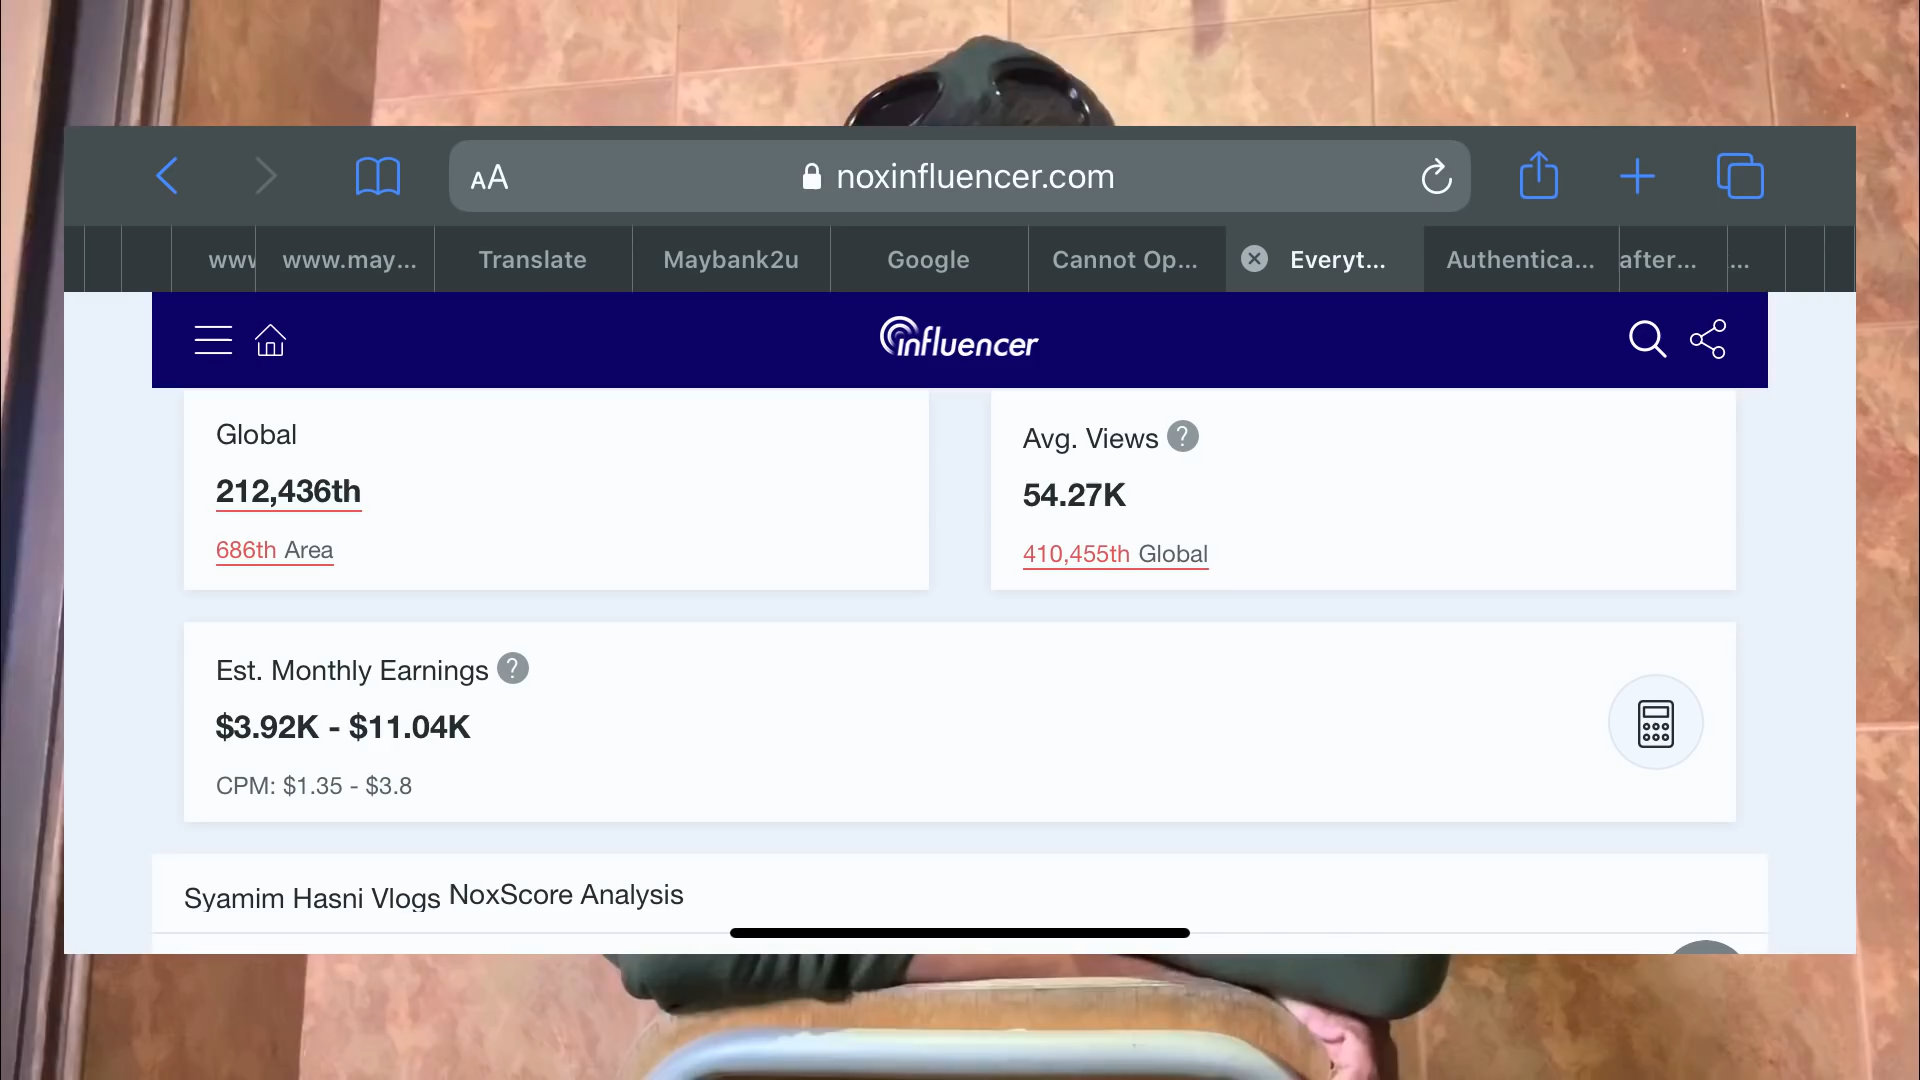 AA noxinfluencer.com
www www.may... Translate Maybank2u Google Cannot Op... Everyt... Authentica... after... ...
influencer
Global
212,436th
686th Area
Avg. Views ?
54.27K
410,455th Global
Est. Monthly Earnings ?
$3.92K - $11.04K
CPM: $1.35 - $3.8
Syamim Hasni Vlogs NoxScore Analysis